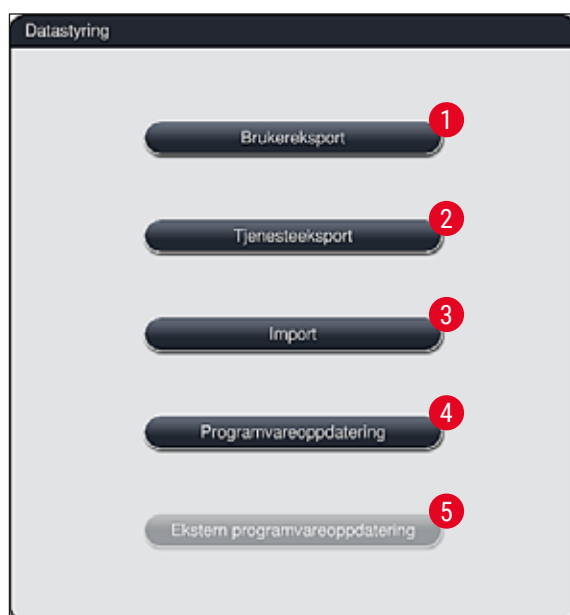 Datastyring
Brukereksport 1
Tjenesteeksport 2
Import 3
Programvareoppdatering 4
Ekstern programvareoppdatering 5